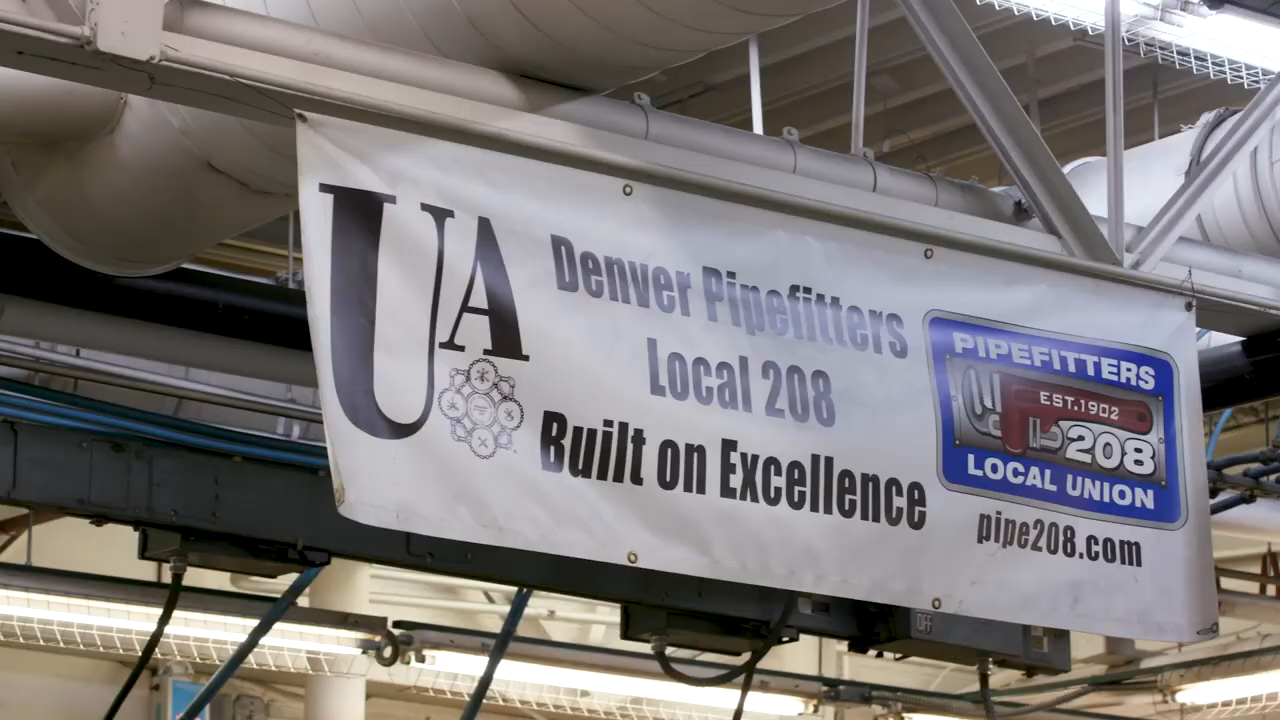 UA
Denver Pipefitters
Local 208
Built on Excellence
PIPEFITTERS
EST.1902
208
LOCAL UNION
pipe208.com
OFF